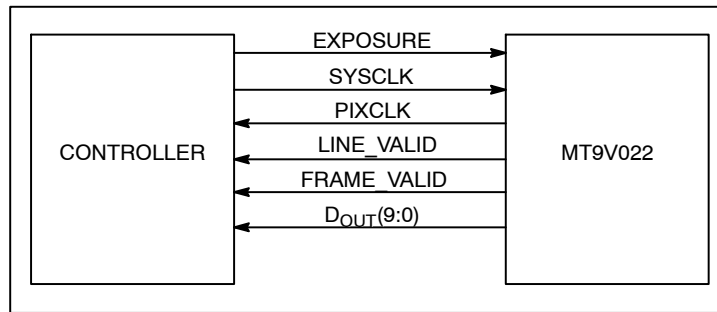 EXPOSURE
SYSCLK
PIXCLK
CONTROLLER
LINE_VALID
MT9V022
FRAME_VALID
DOUT(9:0)